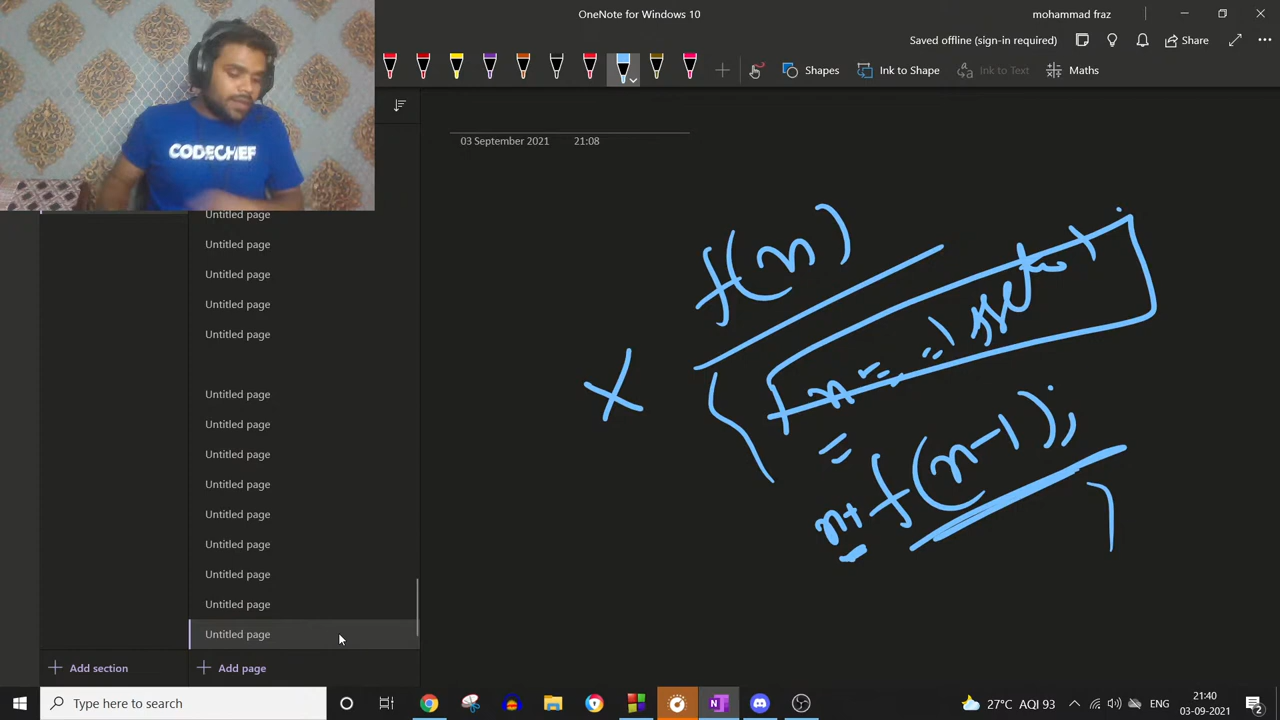 OneNote for Windows 10
mohammad fraz
Saved offline (sign-in required)
Share
Shapes
Ink to Shape
Ink to Text
Maths
CODECHEF
03 September 2021 21:08
Untitled page
Untitled page
Untitled page
Untitled page
Untitled page
Untitled page
Untitled page
Untitled page
Untitled page
Untitled page
Untitled page
Untitled page
Untitled page
Untitled page
f(n)
X
n == 1
=
n+ f(n-1);
Add section
Add page
Type here to search
27°C AQI 93
ENG
21:40
03-09-2021
2